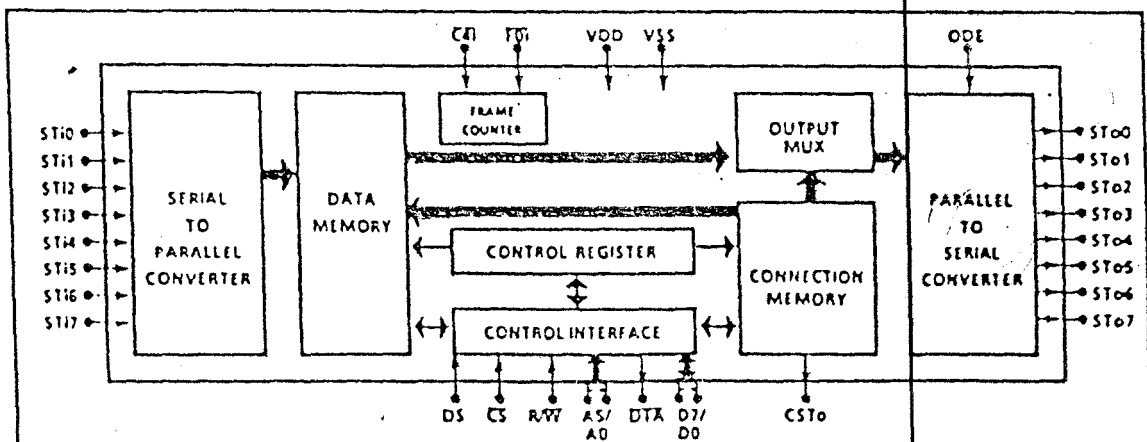 C4i F0i VDD VSS ODE
FRAME
COUNTER
OUTPUT
MUX
STi0
STi1
STi2
STi3
STi4
STi5
STi6
STi7
SERIAL
TO
PARALLEL
CONVERTER
DATA
MEMORY
CONTROL REGISTER
CONTROL INTERFACE
CONNECTION
MEMORY
PARALLEL
TO
SERIAL
CONVERTER
STo0
STo1
STo2
STo3
STo4
STo5
STo6
STo7
DS CS R/W A5/ DTA D7/ CSTo
A0 D0